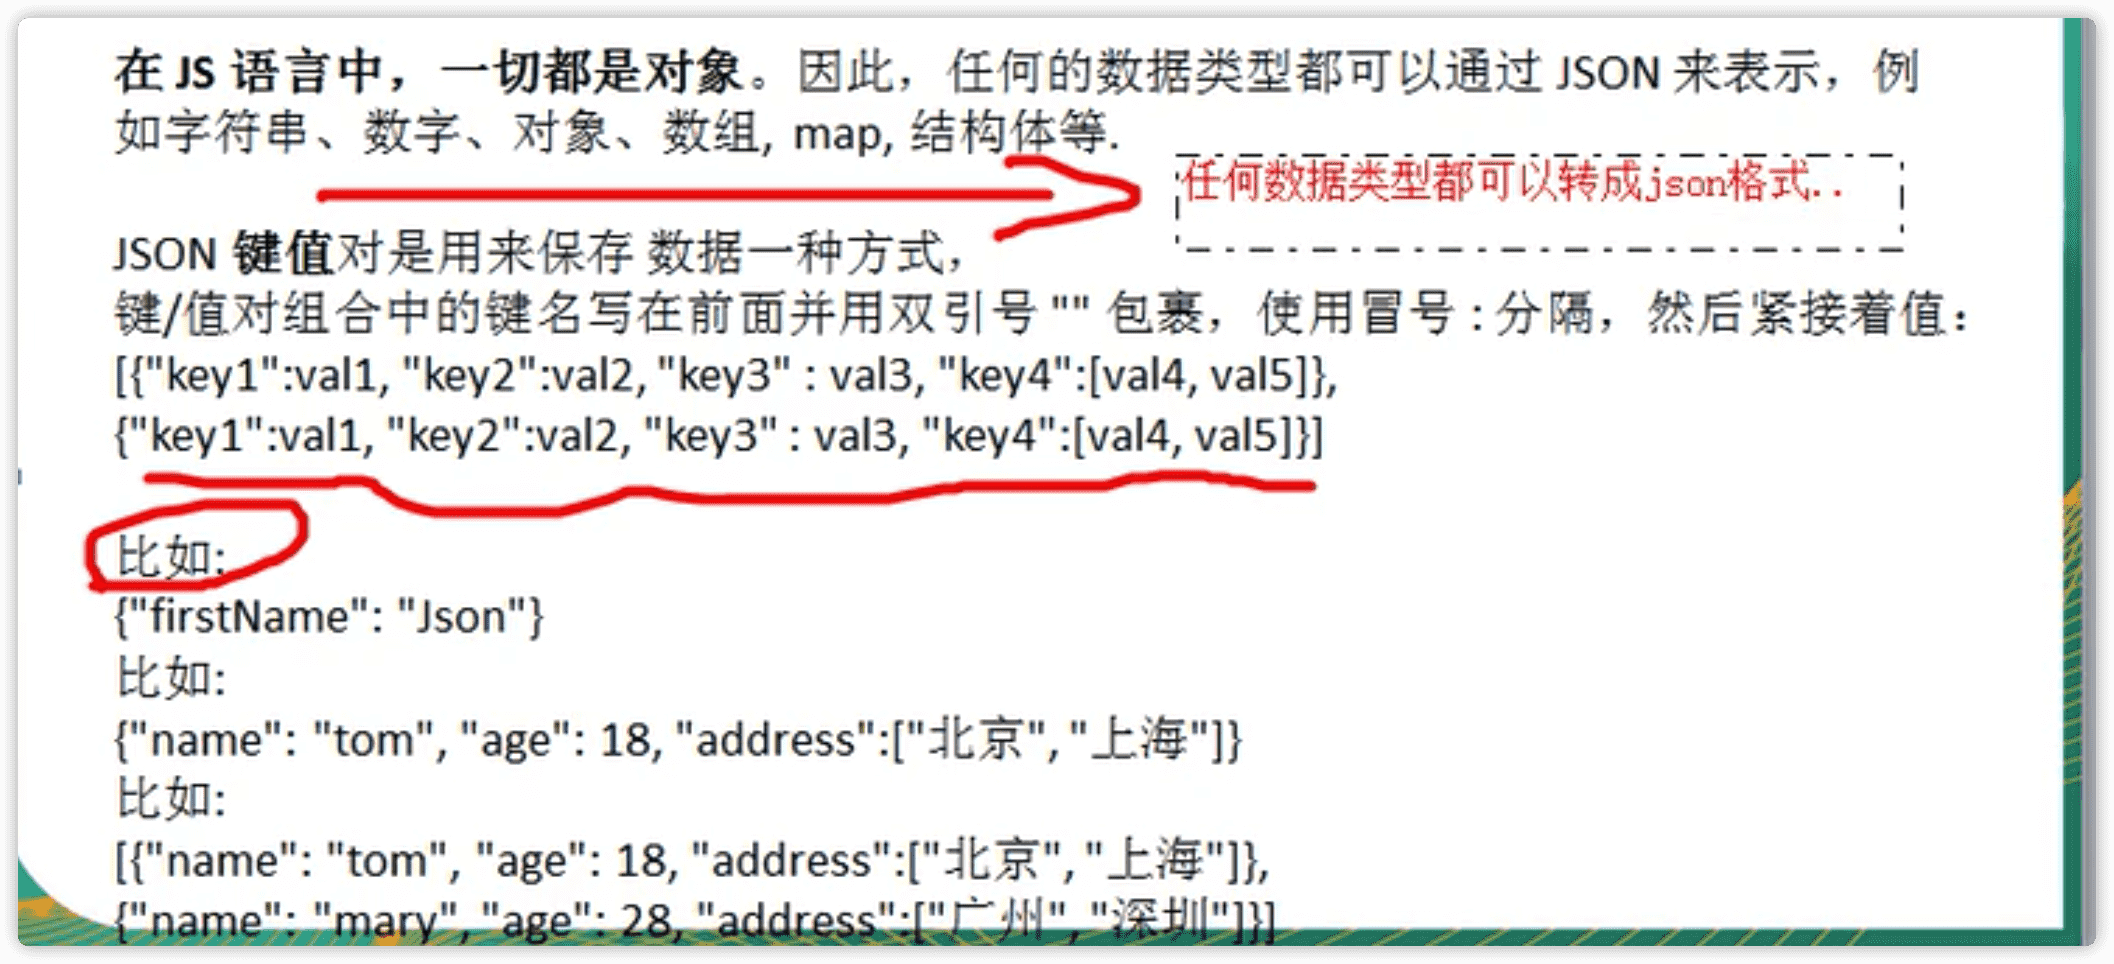 在 JS 语言中，一切都是对象。因此，任何的数据类型都可以通过 JSON 来表示，例
如字符串、数字、对象、数组, map, 结构体等.
任何数据类型都可以转成json格式..
JSON 键值对是用来保存 数据一种方式，
键/值对组合中的键名写在前面并用双引号 "" 包裹，使用冒号 : 分隔，然后紧接着值：
[{"key1":val1, "key2":val2, "key3" : val3, "key4":[val4, val5]},
{"key1":val1, "key2":val2, "key3" : val3, "key4":[val4, val5]}]
比如:
{"firstName": "Json"}
比如:
{"name": "tom", "age": 18, "address":["北京", "上海"]}
比如:
[{"name": "tom", "age": 18, "address":["北京", "上海"]},
{"name": "mary", "age": 28, "address":["广州", "深圳"]}]